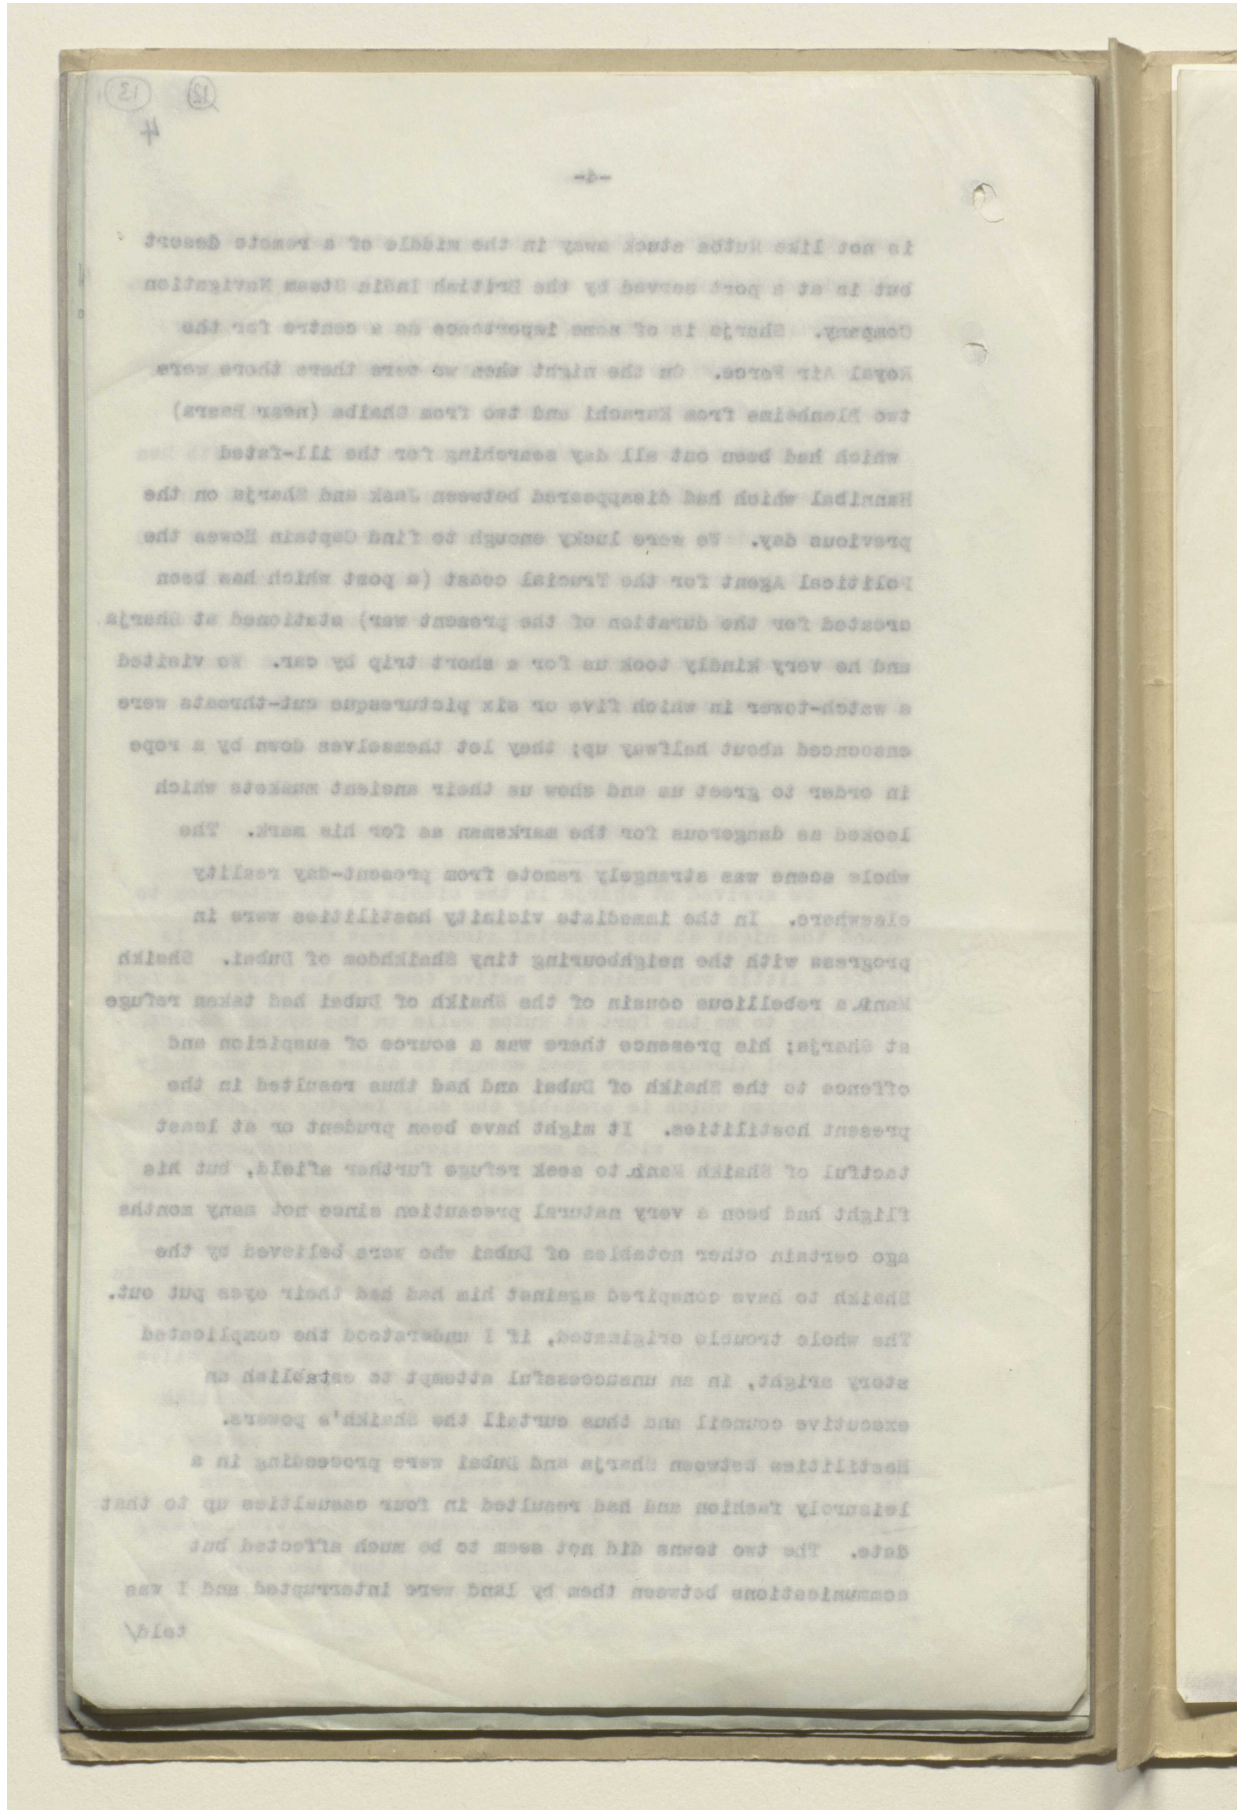 12 13
4
-4-
is not like Rutba stuck away in the middle of a remote desert
but is at a port served by the British India Steam Navigation
Company. Sharja is of some importance as a centre for the
Royal Air Force. On the night when we were there there were
two Blenheims from Karachi and two from Shaiba (near Basra)
which had been out all day searching for the ill-fated
Hannibal which had disappeared between Jask and Sharja on the
previous day. We were lucky enough to find Captain Howes the
Political Agent for the Trucial coast (a post which has been
created for the duration of the present war) stationed at Sharja
and he very kindly took us for a short trip by car. We visited
a watch-tower in which five or six picturesque cut-throats were
ensconced about halfway up; they let themselves down by a rope
in order to greet us and show us their ancient muskets which
looked as dangerous for the marksman as for his mark. The
whole scene was strangely remote from present-day reality
elsewhere. In the immediate vicinity hostilities were in
progress with the neighbouring tiny Shaikhdom of Dubai. Shaikh
a rebellious cousin of the Shaikh of Dubai had taken refuge
at Sharja; his presence there was a source of suspicion and
offence to the Shaikh of Dubai and had thus resulted in the
present hostilities. It might have been prudent or at least
tactful of Shaikh to seek refuge further afield, but his
flight had been a very natural precaution since not many months
ago certain other notables of Dubai who were believed by the
Shaikh to have conspired against him had had their eyes put out.
The whole trouble originated, if I understood the complicated
story aright, in an unsuccessful attempt to establish an
executive council and thus curtail the Shaikh's powers.
Hostilities between Sharja and Dubai were proceeding in a
leisurely fashion and had resulted in four casualties up to that
date. The two towns did not seem to be much affected but
communications between them by land were interrupted and I was
told/